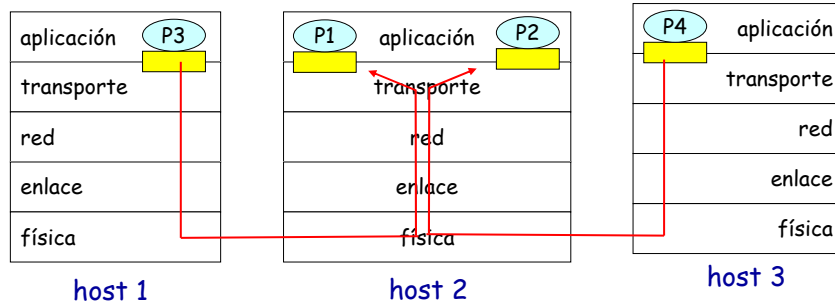 aplicación P3
transporte
red
enlace
física
host 1
P1 aplicación P2
transporte
red
enlace
física
host 2
P4 aplicación
transporte
red
enlace
física
host 3